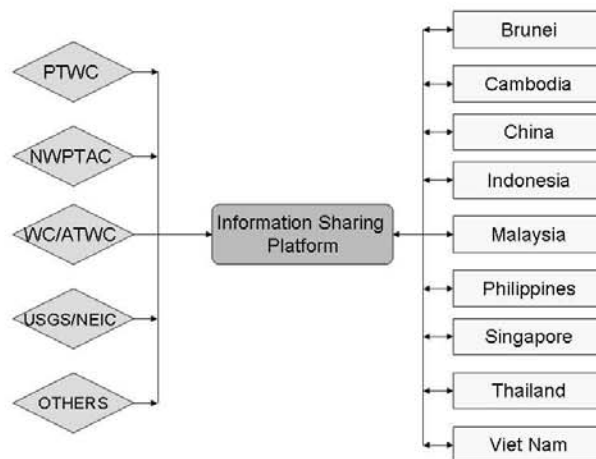 PTWC
NWPTAC
WC/ATWC
USGS/NEIC
OTHERS
Information Sharing
Platform
Brunei
Cambodia
China
Indonesia
Malaysia
Philippines
Singapore
Thailand
Viet Nam